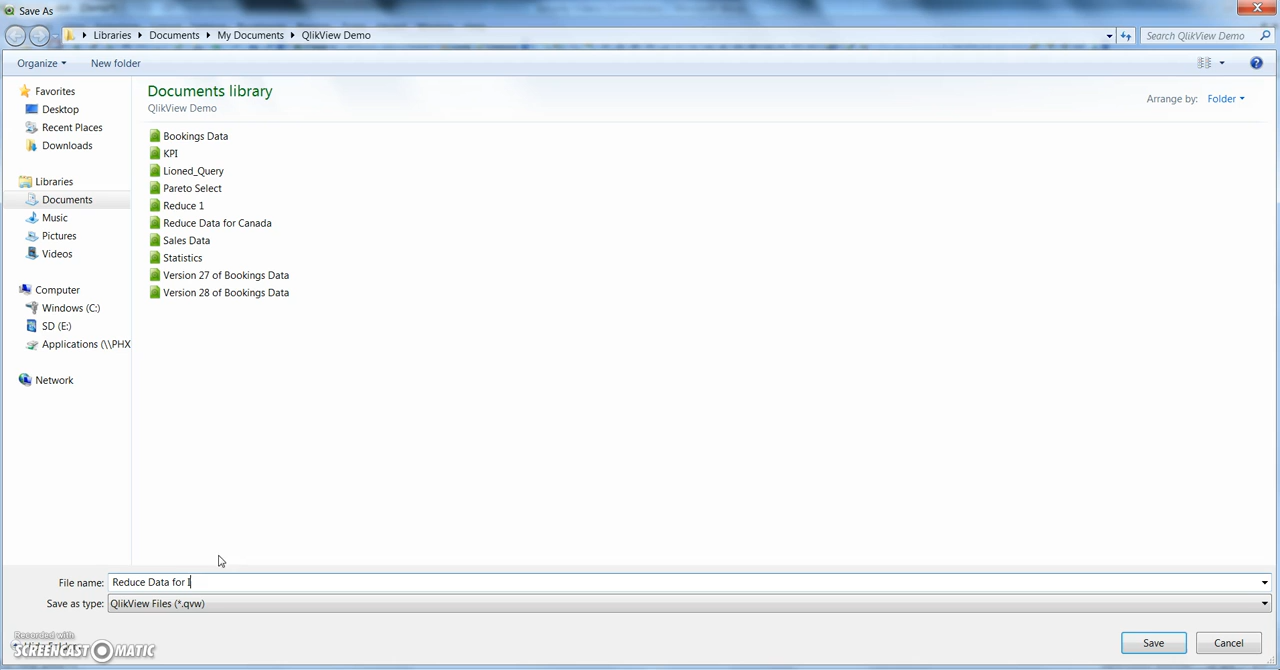 Save As
Libraries Documents My Documents QlikView Demo
Search QlikView Demo
Organize New folder
Favorites
Desktop
Recent Places
Downloads
Libraries
Documents
Music
Pictures
Videos
Computer
Windows (C:)
SD (E:)
Applications (\\PHX
Network
Documents library
QlikView Demo
Arrange by: Folder
Bookings Data
KPI
Lioned_Query
Pareto Select
Reduce 1
Reduce Data for Canada
Sales Data
Statistics
Version 27 of Bookings Data
Version 28 of Bookings Data
File name: Reduce Data for I
Save as type: QlikView Files (*.qvw)
Recorded with
SCREENCAST MATIC
Save Cancel